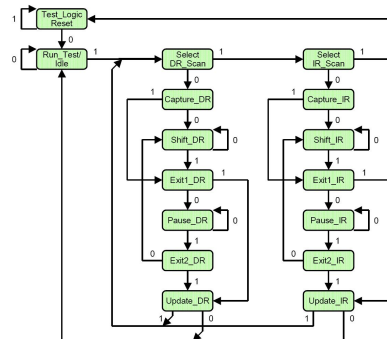 Test_Logic
Reset
1
0
Run_Test/
Idle
0
1
Select
DR_Scan
1
Select
IR_Scan
1
0
0
1
Capture_DR
1
Capture_IR
0
0
Shift_DR
0
Shift_IR
0
1
1
Exit1_DR
1
Exit1_IR
1
0
0
Pause_DR
0
Pause_IR
0
1
1
0
Exit2_DR
0
Exit2_IR
1
1
Update_DR
Update_IR
1
0
1
0